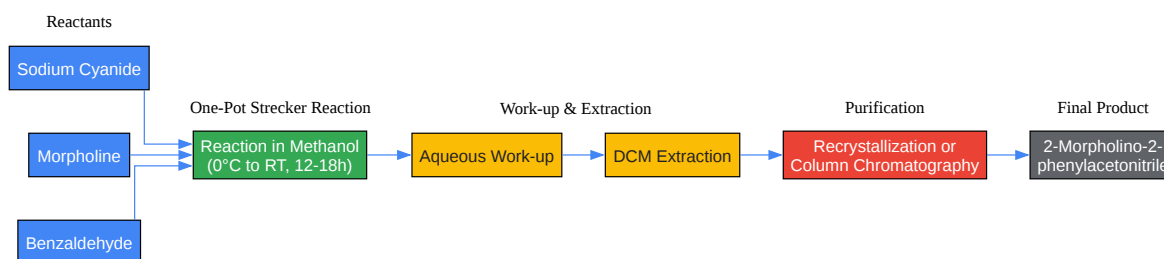 Reactants
Sodium Cyanide
Morpholine
Benzaldehyde
One-Pot Strecker Reaction
Reaction in Methanol
(0°C to RT, 12-18h)
Work-up & Extraction
Aqueous Work-up
DCM Extraction
Purification
Recrystallization or
Column Chromatography
Final Product
2-Morpholino-2-
phenylacetonitrile